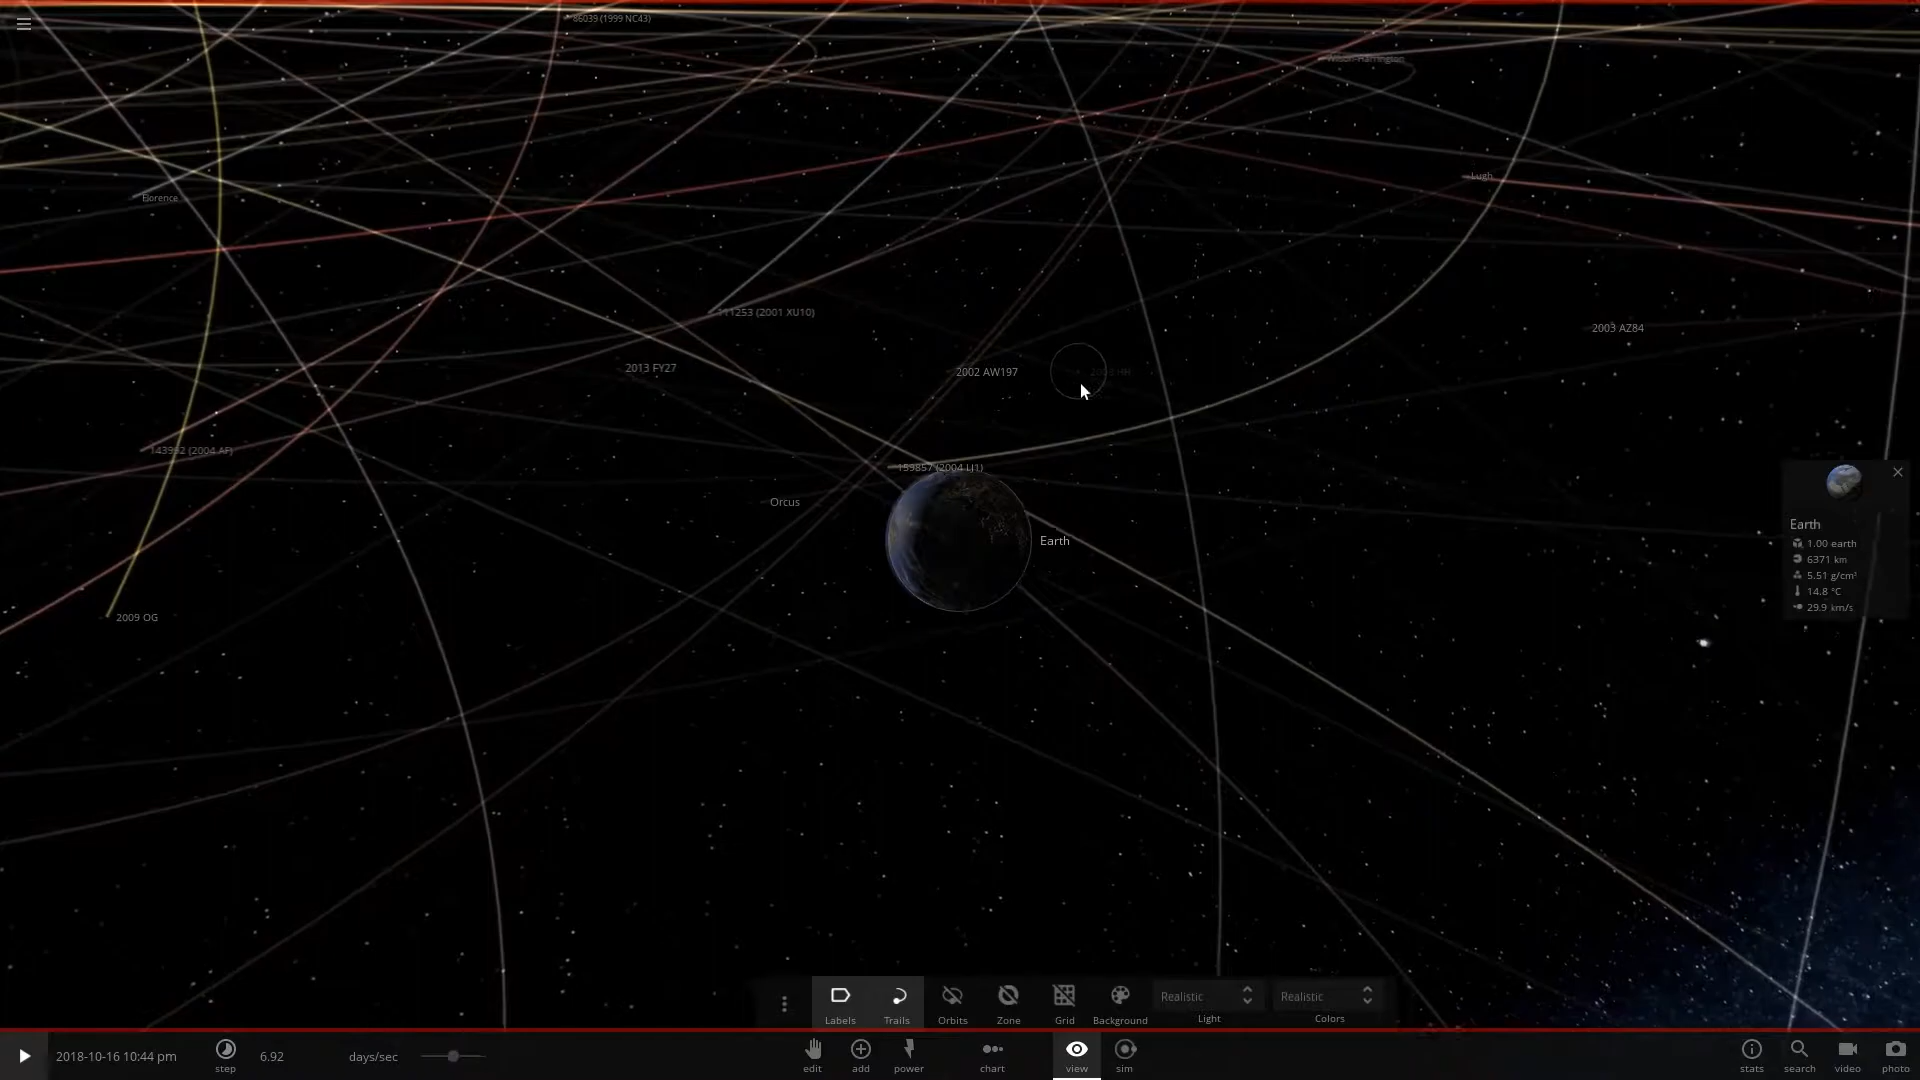 86039 (1999 NC43)
Wilson-Harrington
Lugh
Florence
111253 (2001 XU10)
2003 AZ84
2013 FY27
2002 AW197
143992 (2004 AF)
159857 (2004 LJ1)
Orcus
Earth
2009 OG
Earth
1.00 earth
6371 km
5.51 g/cm³
14.8 °C
29.9 km/s
Labels
Trails
Orbits
Zone
Grid
Background
Realistic
Light
Realistic
Colors
2018-10-16 10:44 pm
step
6.92
days/sec
edit
add
power
chart
view
sim
stats
search
video
photo